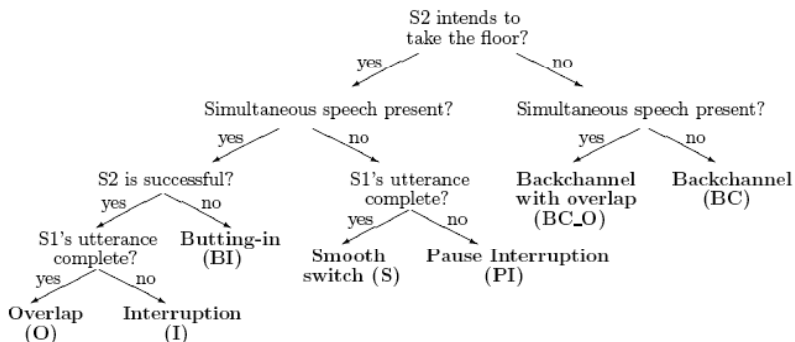 S2 intends to
take the floor?
yes
no
Simultaneous speech present?
Simultaneous speech present?
yes
no
yes
no
S2 is successful?
S1's utterance
complete?
Backchannel
with overlap
(BC_O)
Backchannel
(BC)
yes
no
yes
no
S1's utterance
complete?
Butting-in
(BI)
Smooth
switch (S)
Pause Interruption
(PI)
yes
no
Overlap
(O)
Interruption
(I)